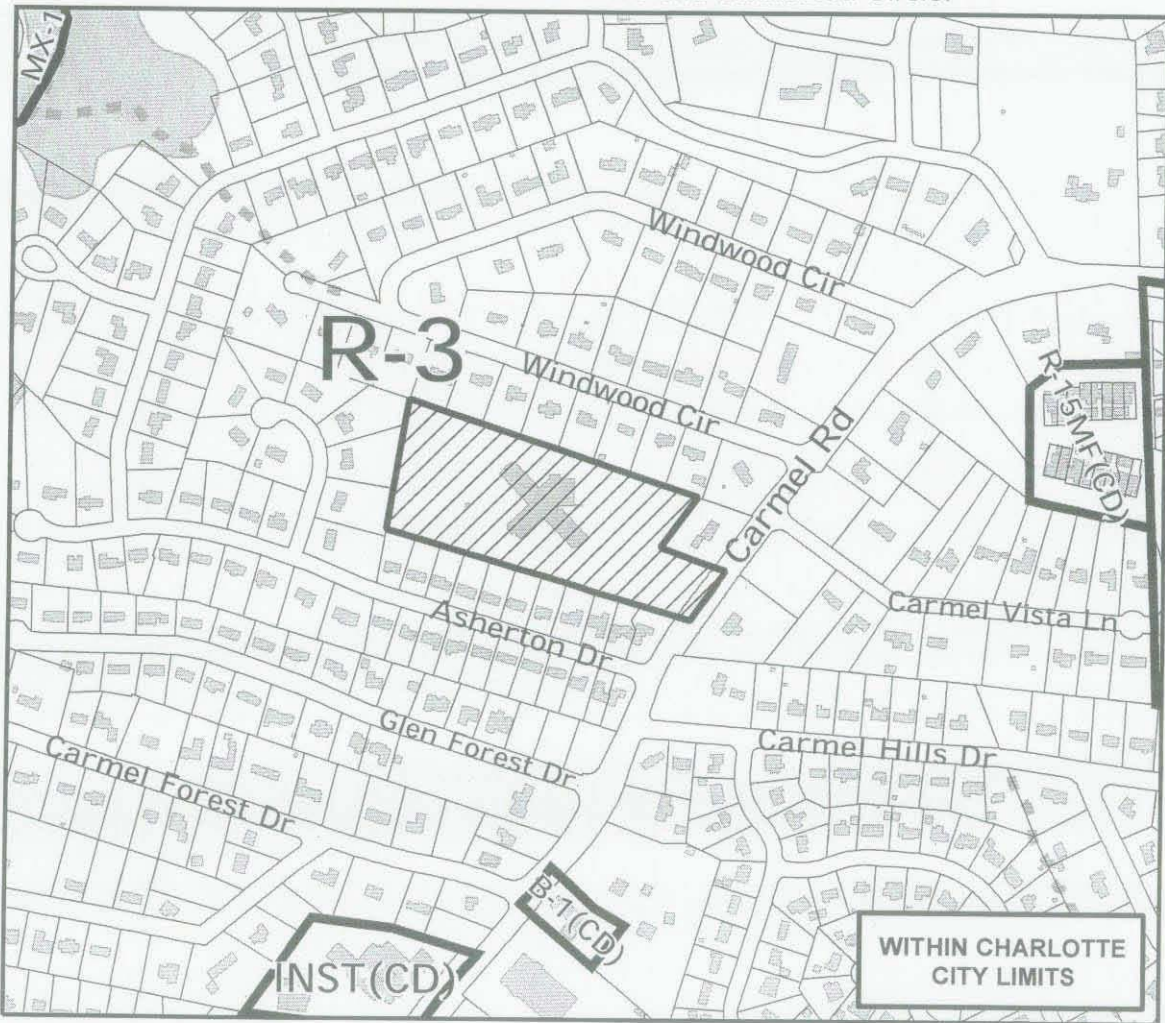 MX-1
Windwood Cir
R-3
Windwood Cir
Carmel Rd
R-15MF(CD)
Carmel Vista Ln
Asherton Dr
Glen Forest Dr
Carmel Hills Dr
Carmel Forest Dr
B-1(CD)
INST(CD)
WITHIN CHARLOTTE
CITY LIMITS